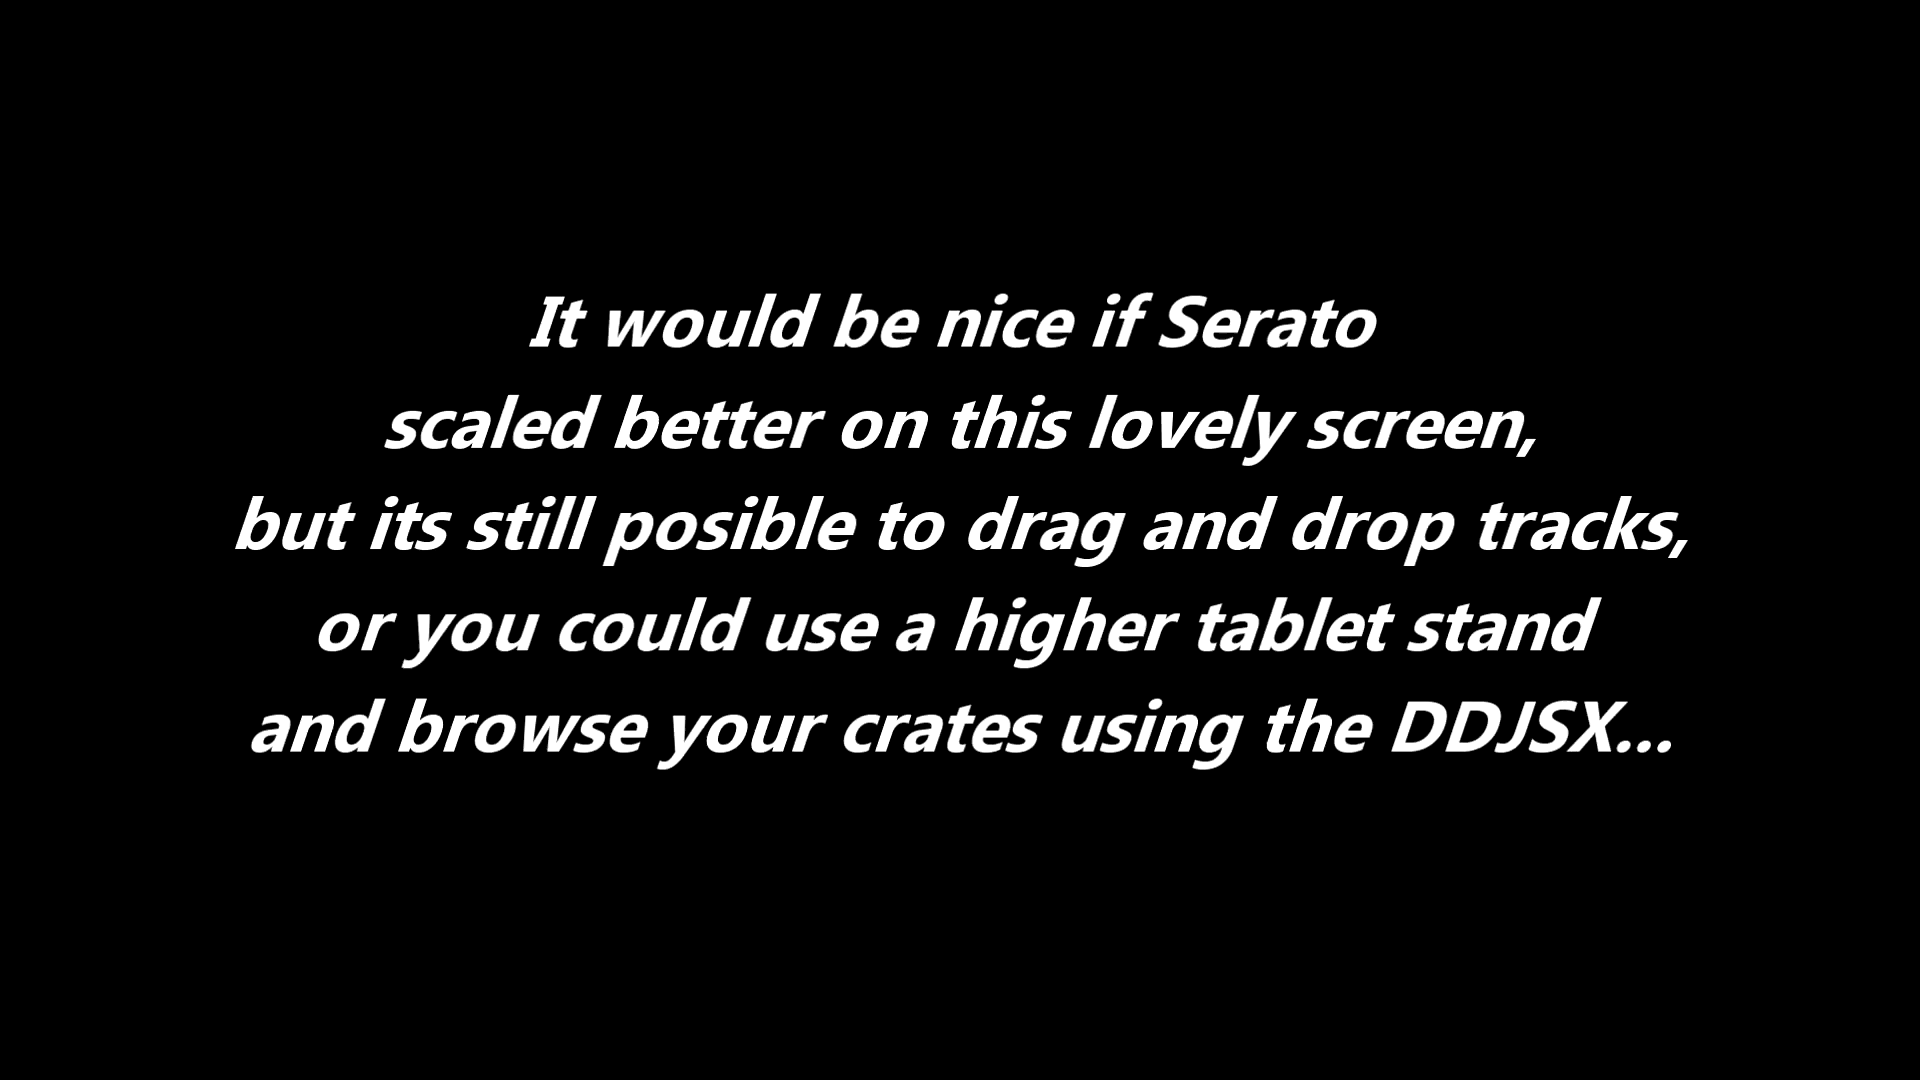 It would be nice if Serato
scaled better on this lovely screen,
but its still posible to drag and drop tracks,
or you could use a higher tablet stand
and browse your crates using the DDJSX...